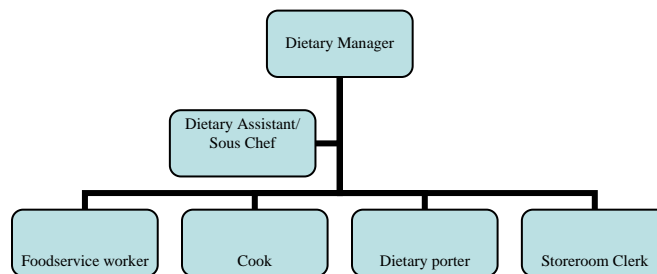 Dietary Manager
Dietary Assistant/
Sous Chef
Foodservice worker
Cook
Dietary porter
Storeroom Clerk